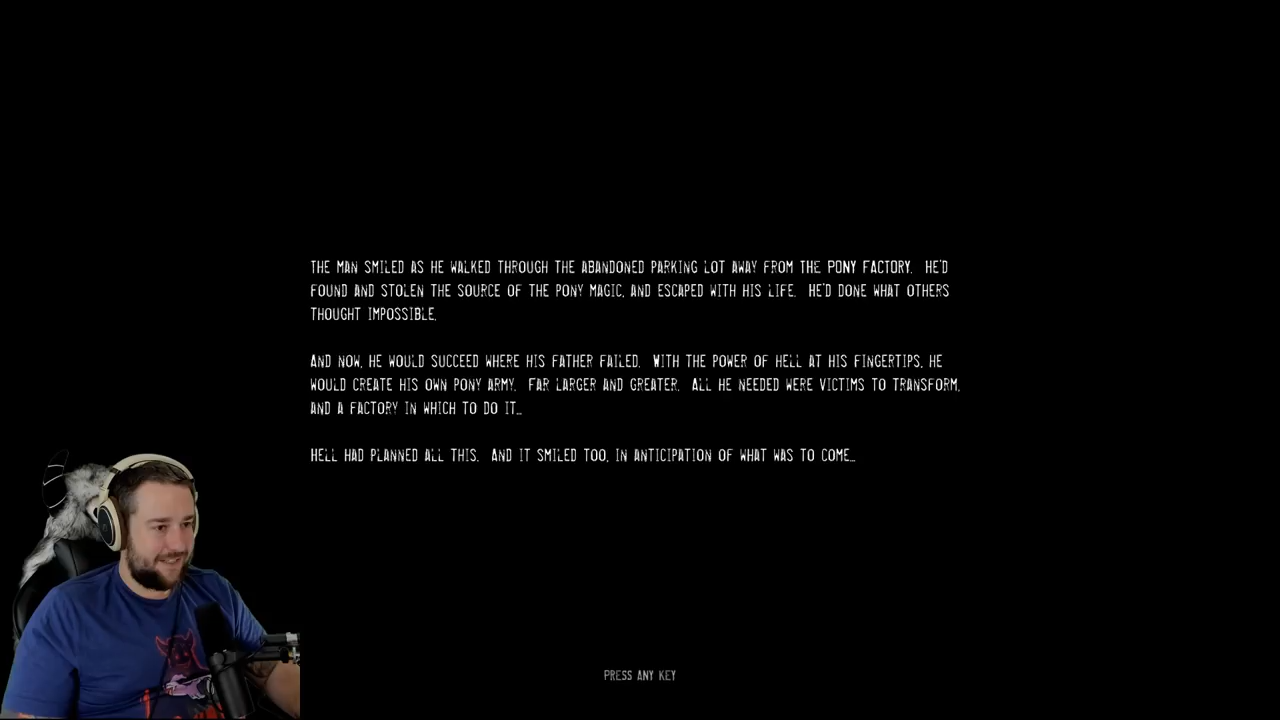 THE MAN SMILED AS HE WALKED THROUGH THE ABANDONED PARKING LOT AWAY FROM THE PONY FACTORY. HE'D
FOUND AND STOLEN THE SOURCE OF THE PONY MAGIC, AND ESCAPED WITH HIS LIFE. HE'D DONE WHAT OTHERS
THOUGHT IMPOSSIBLE.
AND NOW, HE WOULD SUCCEED WHERE HIS FATHER FAILED. WITH THE POWER OF HELL AT HIS FINGERTIPS, HE
WOULD CREATE HIS OWN PONY ARMY. FAR LARGER AND GREATER. ALL HE NEEDED WERE VICTIMS TO TRANSFORM,
AND A FACTORY IN WHICH TO DO IT...
HELL HAD PLANNED ALL THIS. AND IT SMILED TOO, IN ANTICIPATION OF WHAT WAS TO COME...
PRESS ANY KEY